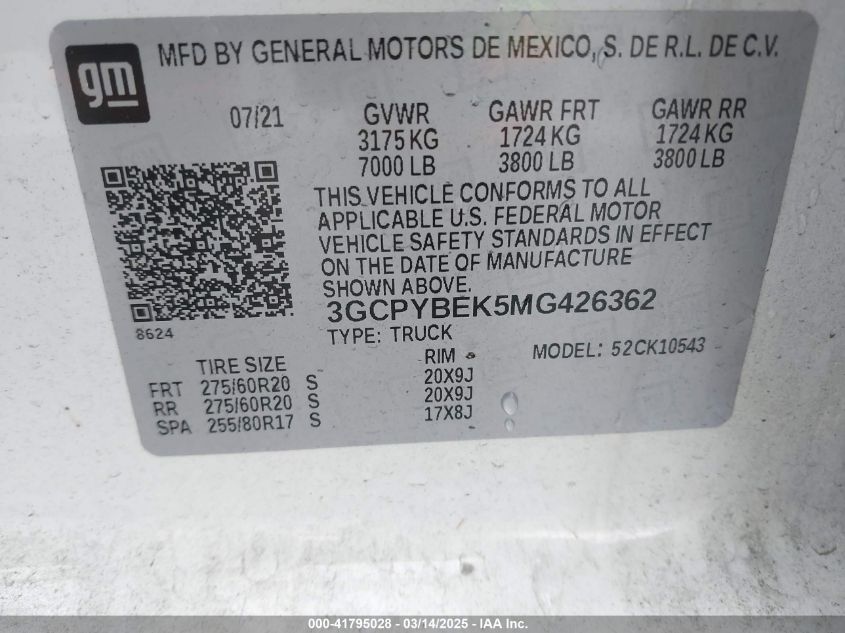 gm
MFD BY GENERAL MOTORS DE MEXICO, S. DE R.L. DE C.V.
07/21 GVWR GAWR FRT GAWR RR
3175 KG 1724 KG 1724 KG
7000 LB 3800 LB 3800 LB
THIS VEHICLE CONFORMS TO ALL
APPLICABLE U.S. FEDERAL MOTOR
VEHICLE SAFETY STANDARDS IN EFFECT
ON THE DATE OF MANUFACTURE
SHOWN ABOVE.
3GCPYBEK5MG426362
8624 TYPE: TRUCK
MODEL: 52CK10543
TIRE SIZE RIM
FRT 275/60R20 S 20X9J
RR 275/60R20 S 20X9J
SPA 255/80R17 S 17X8J
000-41795028 - 03/14/2025 - IAA Inc.